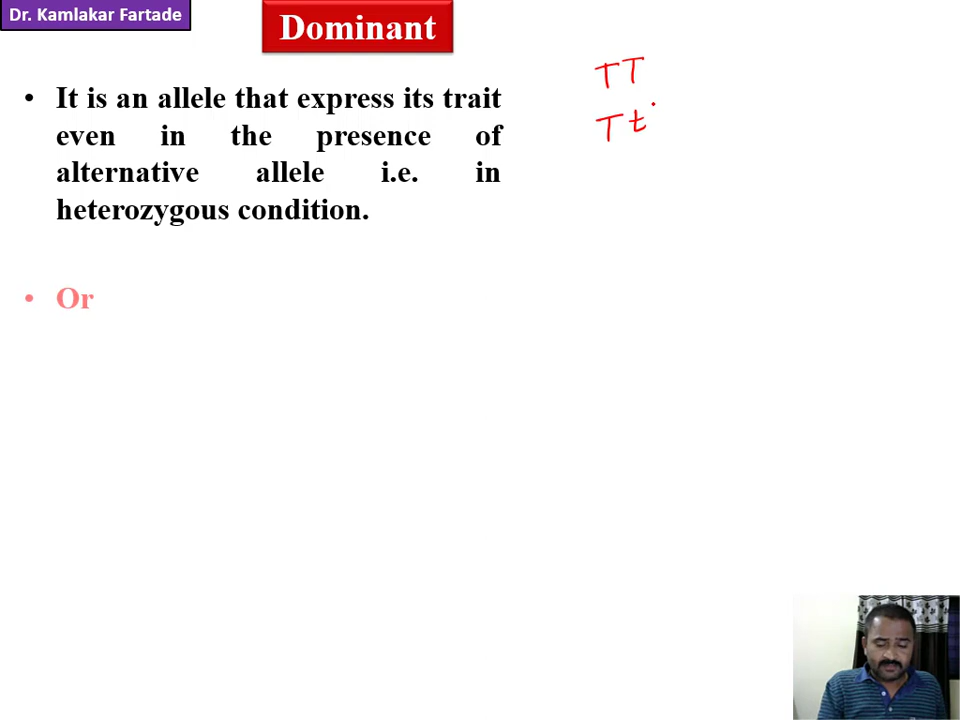 Dr. Kamlakar Fartade
Dominant
• It is an allele that express its trait
even in the presence of
alternative allele i.e. in
heterozygous condition.
• Or
TT
Tt